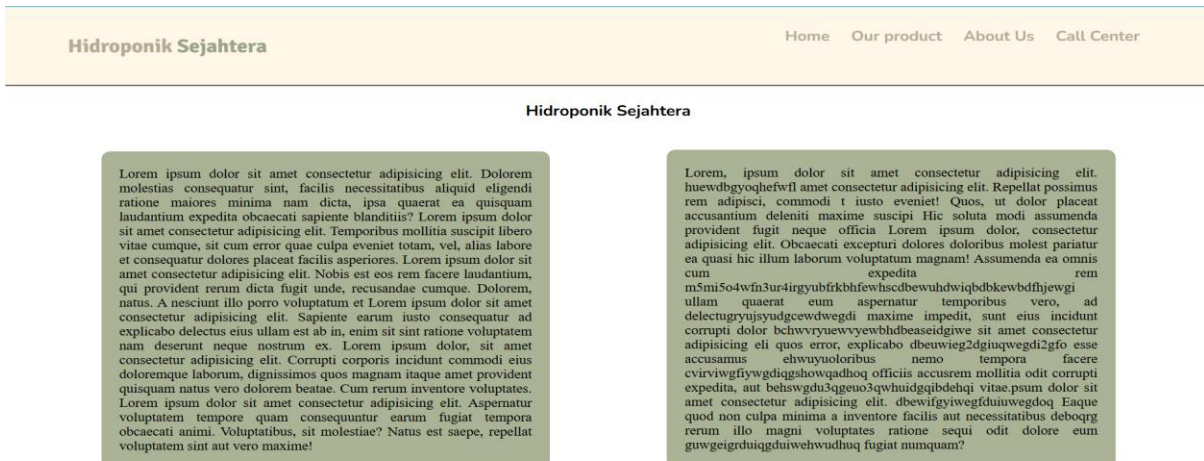 Hidroponik Sejahtera
Home Our product About Us Call Center
Hidroponik Sejahtera
Lorem ipsum dolor sit amet consectetur adipisicing elit. Dolorem
molestias consequatur sint, facilis necessitatibus aliquid eligendi
ratione maiores minima nam dicta, ipsa quaerat ea quisquam
laudantium expedita obcaecati sapiente blanditiis? Lorem ipsum dolor
sit amet consectetur adipisicing elit. Temporibus mollitia suscipit libero
vitae cumque, sit cum error quae culpa eveniet totam, vel, alias labore
et consequatur dolores placeat facilis asperiores. Lorem ipsum dolor sit
amet consectetur adipisicing elit. Nobis est eos rem facere laudantium,
qui provident rerum dicta fugit unde, recusandae cumque. Dolorem,
natus. A nesciunt illo porro voluptatum et Lorem ipsum dolor sit amet
consectetur adipisicing elit. Sapiente earum iusto consequatur ad
explicabo delectus eius ullam est ab in, enim sit sint ratione voluptatem
nam deserunt neque nostrum ex. Lorem ipsum dolor, sit amet
consectetur adipisicing elit. Corrupti corporis incidunt commodi eius
doloremque laborum, dignissimos quos magnam itaque amet provident
quisquam natus vero dolorem beatae. Cum rerum inventore voluptates.
Lorem ipsum dolor sit amet consectetur adipisicing elit. Aspernatur
voluptatem tempore quam consequuntur earum fugiat tempora
obcaecati animi. Voluptatibus, sit molestiae? Natus est saepe, repellat
voluptatem sint aut vero maxime!
Lorem, ipsum dolor sit amet consectetur adipisicing elit.
huewdbgyoqhefwfl amet consectetur adipisicing elit. Repellat possimus
rem adipisci, commodi t iusto eveniet! Quos, ut dolor placeat
accusantium deleniti maxime suscipi Hic soluta modi assumenda
provident fugit neque officia Lorem ipsum dolor, consectetur
adipisicing elit. Obcaecati excepturi dolores doloribus molest pariatur
ea quasi hic illum laborum voluptatum magnam! Assumenda ea omnis
cum expedita rem
m5mi5o4wfn3ur4irgyubfrkbhfewhscdbewuhdwiqbdbkewbdfhjewgi
ullam quaerat eum aspernatur temporibus vero, ad
delectugryujsyudgcewdwegdi maxime impedit, sunt eius incidunt
corrupti dolor bchwvryuewvyewbhdbeaseidgiwe sit amet consectetur
adipisicing eli quos error, explicabo dbeuwieg2dgiuqwegdi2gfo esse
accusamus ehwuyuoloribus nemo tempora facere
cvirviwgfiywgdiqgshowqadhoq officiis accusrem mollitia odit corrupti
expedita, aut behswgdu3qgeuo3qwhuidgqibdehqi vitae.psum dolor sit
amet consectetur adipisicing elit. dbewifgyiwegfduiuwegdoq Eaque
quod non culpa minima a inventore facilis aut necessitatibus deboqrg
rerum illo magni voluptates ratione sequi odit dolore eum
guwgeigrduiqgduiwehwudhuq fugiat numquam?